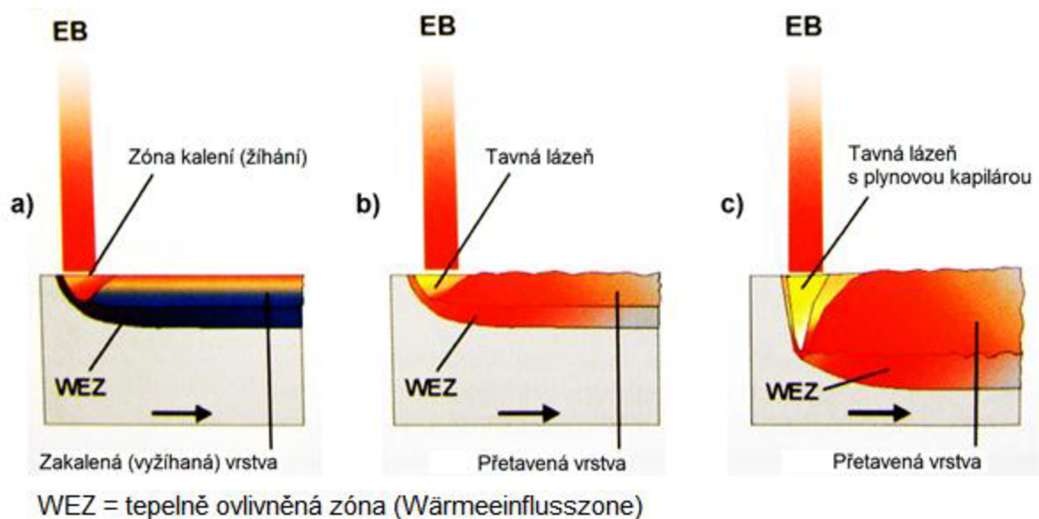 EB
EB
EB
Zóna kalení (žíhání)
Tavná lázeň
Tavná lázeň
s plynovou kapilárou
a)
b)
c)
WEZ
WEZ
WEZ
Zakalená (vyžíhaná) vrstva
Přetavená vrstva
Přetavená vrstva
WEZ = tepelně ovlivněná zóna (Wärmeeinflusszone)